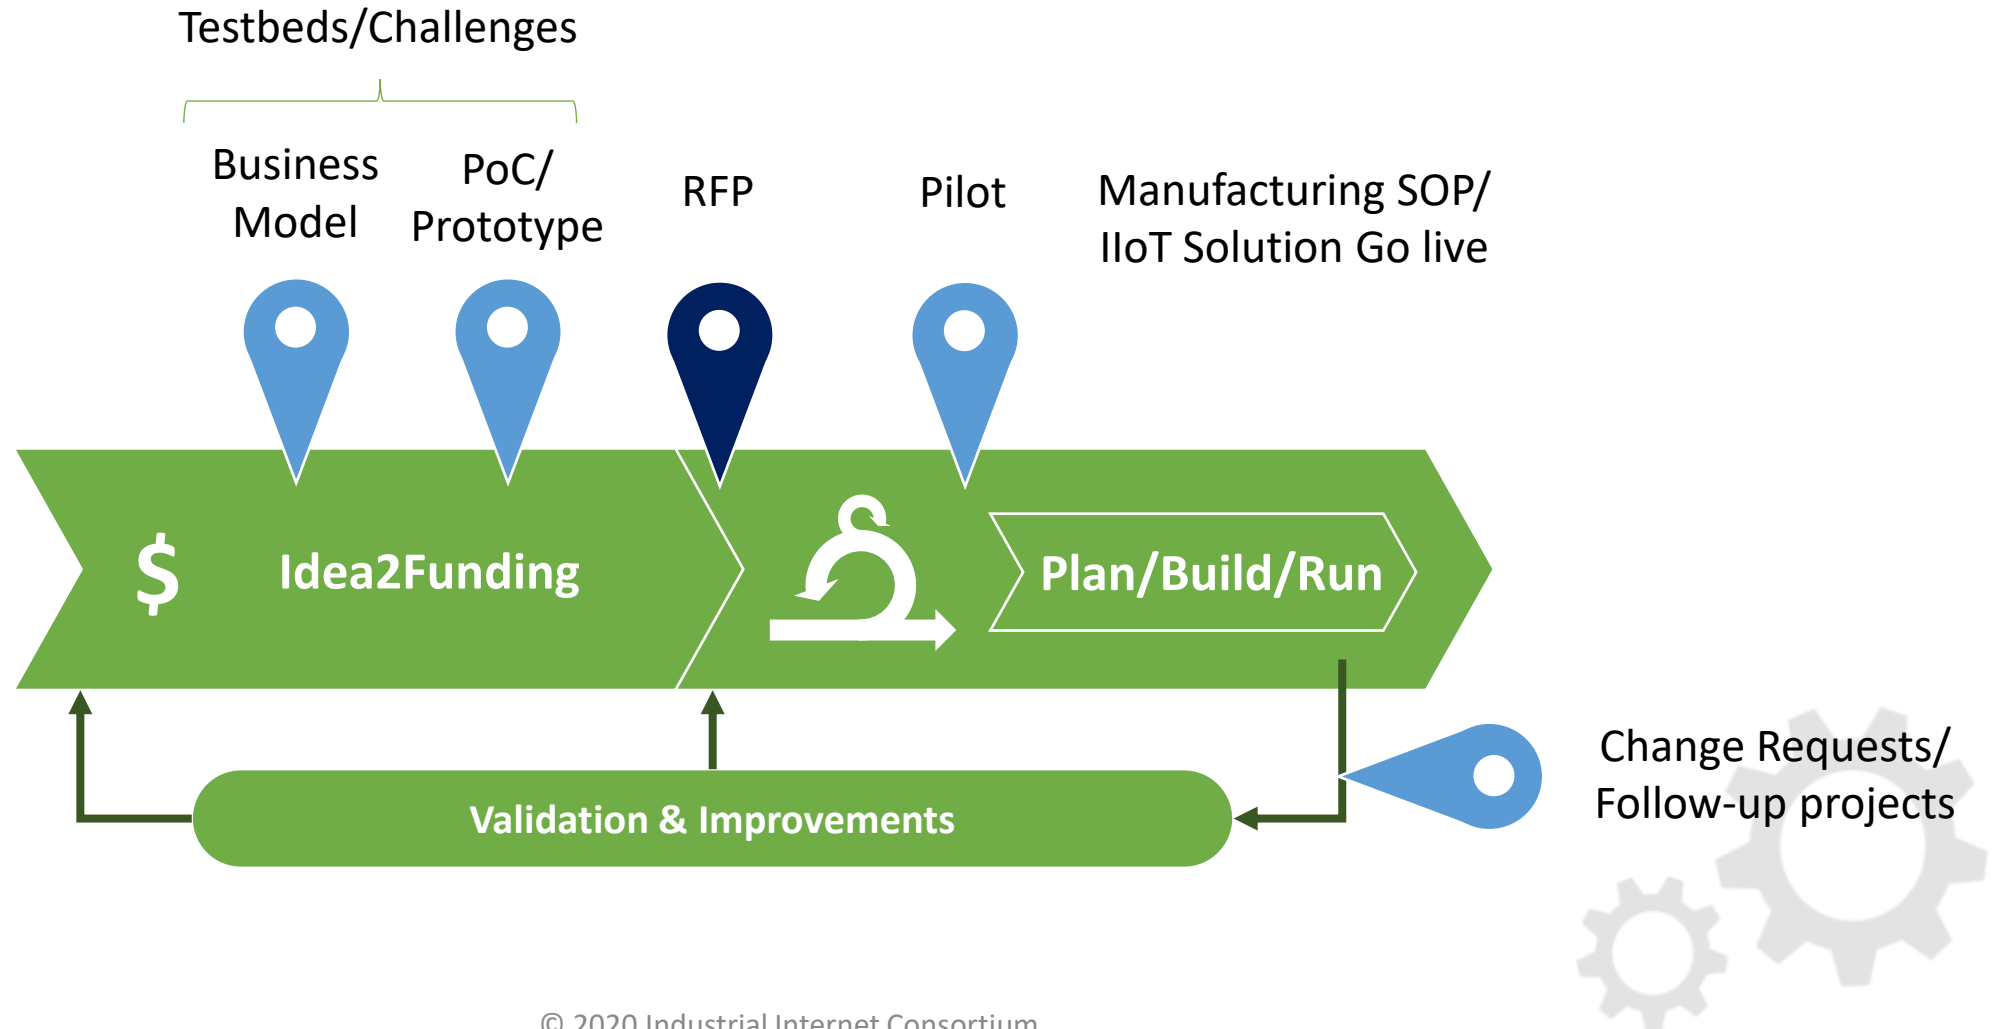 Testbeds/Challenges
Business
Model
PoC/
Prototype
RFP
Pilot
Manufacturing SOP/
IIoT Solution Go live
$
Idea2Funding
Plan/Build/Run
Change Requests/
Follow-up projects
Validation & Improvements
© 2020 Industrial Internet Consortium